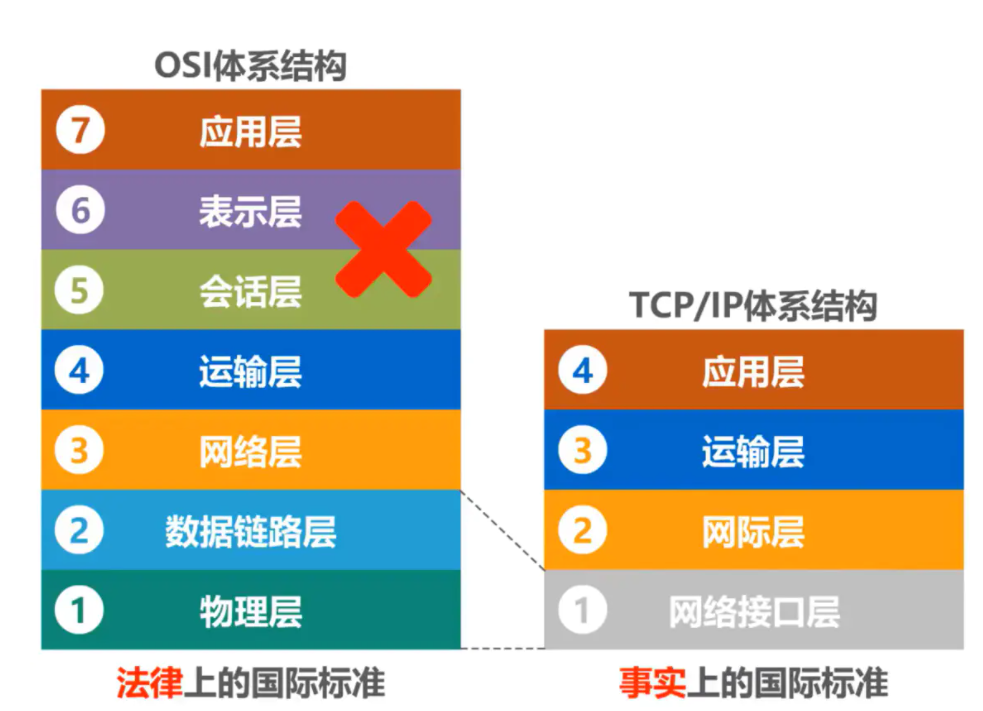 OSI体系结构
7 应用层
6 表示层
5 会话层
4 运输层
3 网络层
2 数据链路层
1 物理层
法律上的国际标准
TCP/IP体系结构
4 应用层
3 运输层
2 网际层
1 网络接口层
事实上的国际标准